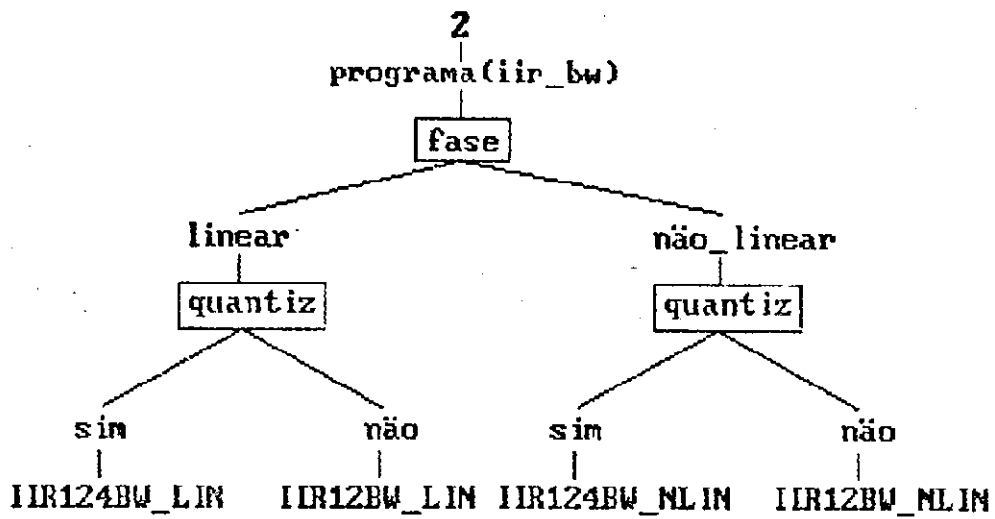 2
programa(iir_bw)
fase
linear não_linear
quantiz quantiz
sim não sim não
IIR124BW_LIN IIR12BW_LIN IIR124BW_NLIN IIR12BW_NLIN